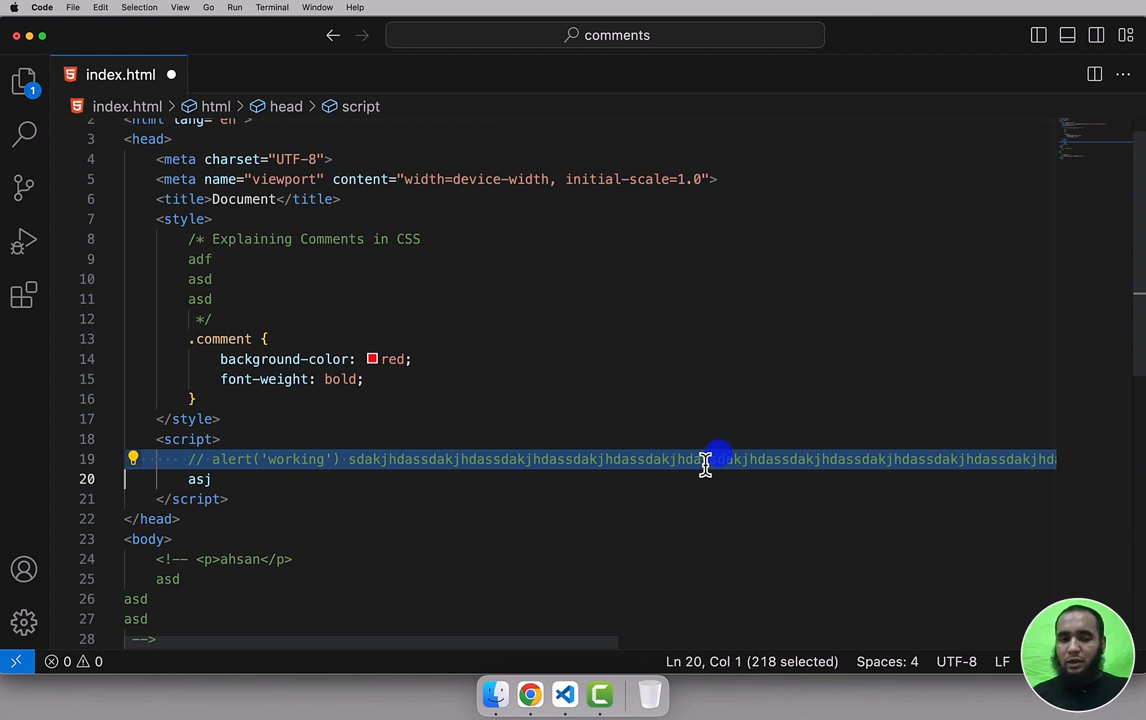 Code File Edit Selection View Go Run Terminal Window Help
comments
index.html
1
index.html > html > head > script
2 <html lang="en">
3 <head>
4 <meta charset="UTF-8">
5 <meta name="viewport" content="width=device-width, initial-scale=1.0">
6 <title>Document</title>
7 <style>
8 /* Explaining Comments in CSS
9 adf
10 asd
11 asd
12 */
13 .comment {
14 background-color: red;
15 font-weight: bold;
16 }
17 </style>
18 <script>
19 // alert('working') sdakjhdassdakjhdassdakjhdassdakjhdassdakjhdassdakjhdassdakjhdassdakjhdassdakjhdassdakjhd
20 asj
21 </script>
22 </head>
23 <body>
24 <!-- <p>ahsan</p>
25 asd
26 asd
27 asd
28 -->
0 0 Ln 20, Col 1 (218 selected) Spaces: 4 UTF-8 LF